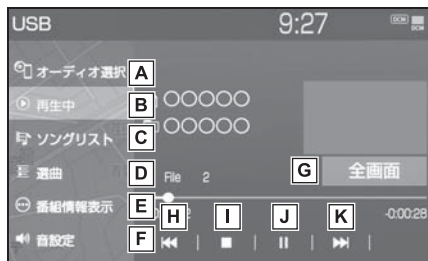 USB 9:27 DCM
オーディオ選択 A
再生中 B ○○○○○
ソングリスト C ○○○○○
選曲 D File 2 G 全画面
番組情報表示 E H I J K -0:00:28
音設定 F